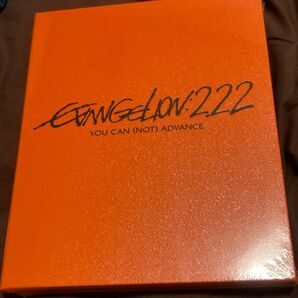 EVANGELION:2.22
YOU CAN (NOT) ADVANCE.